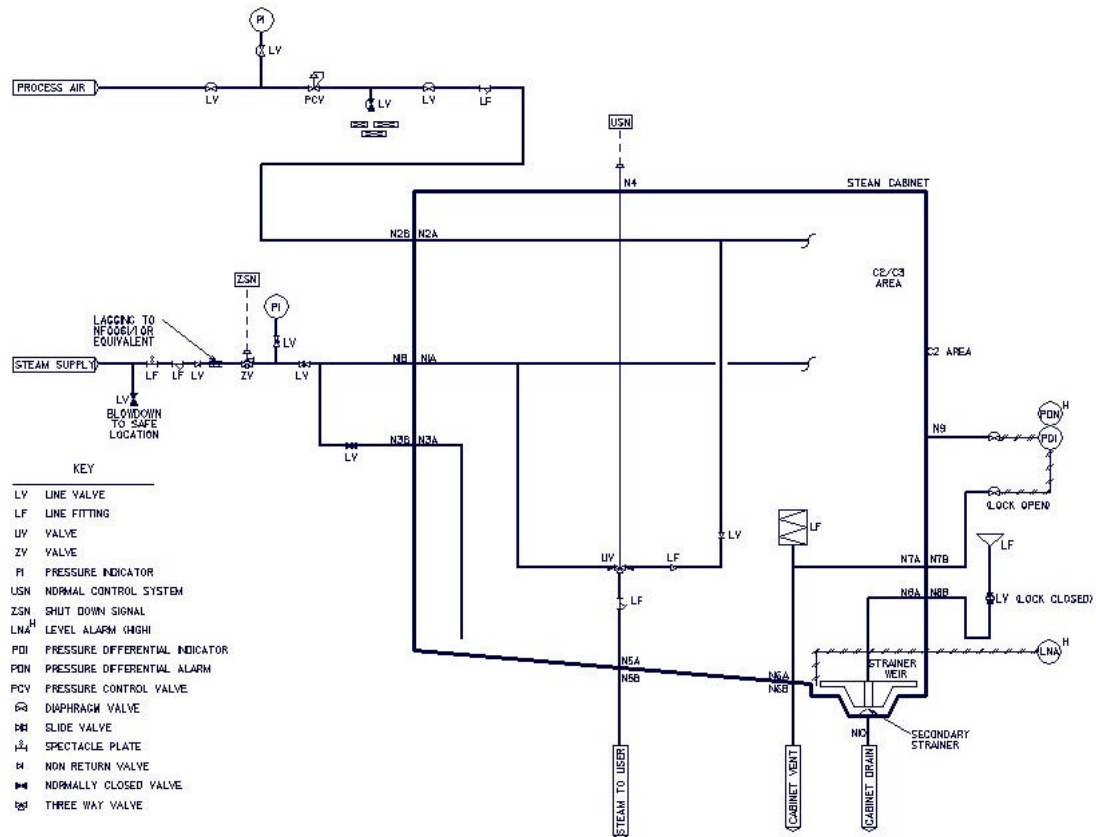 PI
LV
PROCESS AIR
LV
PCV
LV
LV
LF
USN
N4
STEAM CABINET
N2B N2A
C2/C3
AREA
ZSN
PI
LAGGING TO
NF0061/1 OR
EQUIVALENT
LV
STEAM SUPPLY
LF
LF
LV
ZV
LV
N1B N1A
C2 AREA
LV
BLOWDOWN
TO SAFE
LOCATION
LV
N3B N3A
N9
PDN H
PDI
(LOCK OPEN)
KEY
LV LINE VALVE
LF LINE FITTING
UV VALVE
ZV VALVE
PI PRESSURE INDICATOR
USN NORMAL CONTROL SYSTEM
ZSN SHUT DOWN SIGNAL
LNA H LEVEL ALARM (HIGH)
PDI PRESSURE DIFFERENTIAL INDICATOR
PDN PRESSURE DIFFERENTIAL ALARM
PCV PRESSURE CONTROL VALVE
DIAPHRAGM VALVE
SLIDE VALVE
SPECTACLE PLATE
NON RETURN VALVE
NORMALLY CLOSED VALVE
THREE WAY VALVE
LF
LF
LV
UV
LF
N7A N7B
LF
N8A N8B
LV (LOCK CLOSED)
LNA H
N5A
N5B
N6A
N6B
STRAINER
WEIR
N10
SECONDARY
STRAINER
STEAM TO USER
CABINET VENT
CABINET DRAIN